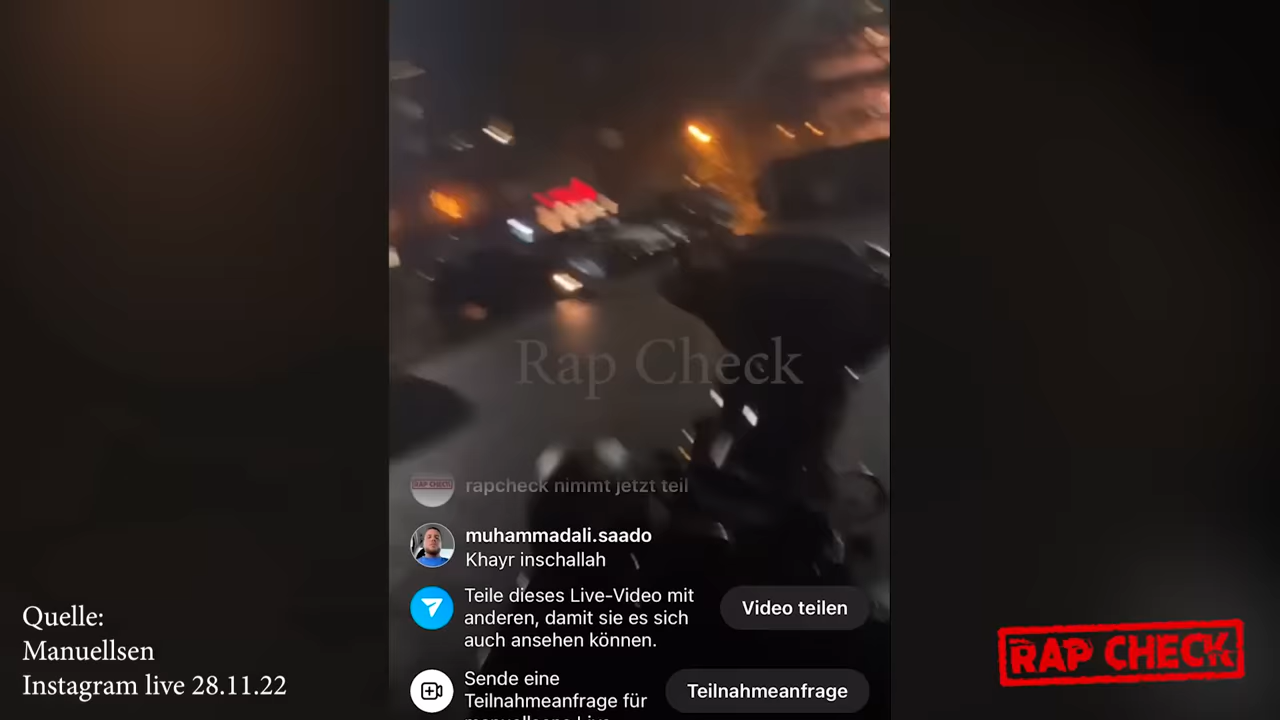 Rap Check
RAP CHECK
rapcheck nimmt jetzt teil
muhammadali.saado
Khayr inschallah
Teile dieses Live-Video mit
anderen, damit sie es sich
auch ansehen können.
Video teilen
Sende eine
Teilnahmeanfrage für
Teilnahmeanfrage
Quelle:
Manuellsen
Instagram live 28.11.22
RAP CHECK